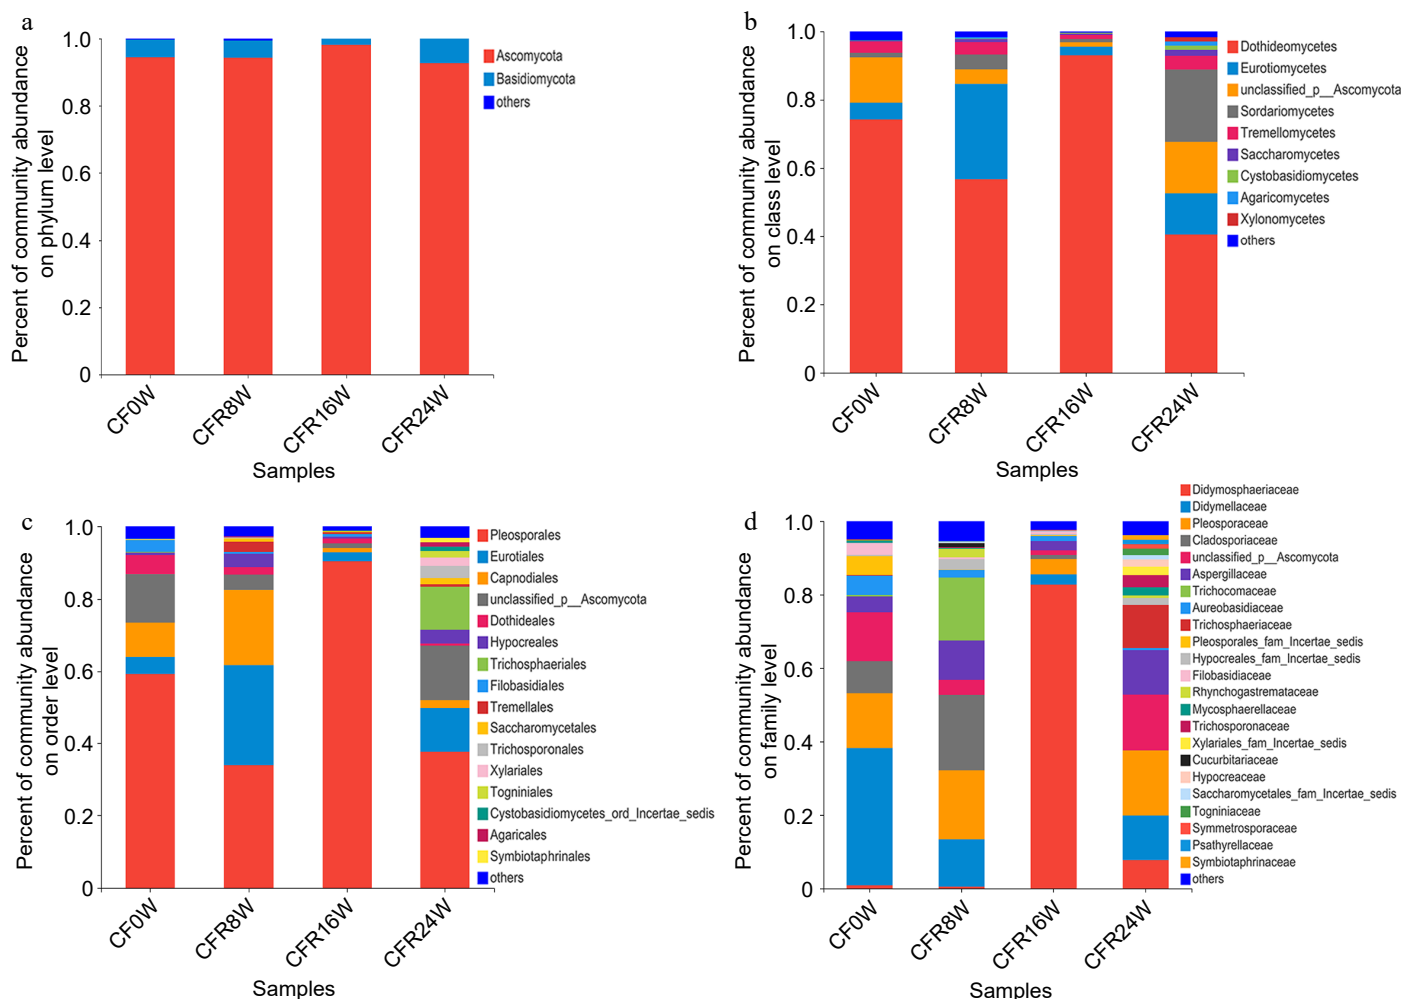 a
Percent of community abundance
on phylum level
1.0
0.8
0.6
0.4
0.2
0
CF0W
CFR8W
CFR16W
CFR24W
Samples
Ascomycota
Basidiomycota
others
b
Percent of community abundance
on class level
1.0
0.8
0.6
0.4
0.2
0
CF0W
CFR8W
CFR16W
CFR24W
Samples
Dothideomycetes
Eurotiomycetes
unclassified_p__Ascomycota
Sordariomycetes
Tremellomycetes
Saccharomycetes
Cystobasidiomycetes
Agaricomycetes
Xylonomycetes
others
c
Percent of community abundance
on order level
1.0
0.8
0.6
0.4
0.2
0
CF0W
CFR8W
CFR16W
CFR24W
Samples
Pleosporales
Eurotiales
Capnodiales
unclassified_p__Ascomycota
Dothideales
Hypocreales
Trichosphaeriales
Filobasidiales
Tremellales
Saccharomycetales
Trichosporonales
Xylariales
Togniniales
Cystobasidiomycetes_ord_Incertae_sedis
Agaricales
Symbiotaphrinales
others
d
Percent of community abundance
on family level
1.0
0.8
0.6
0.4
0.2
0
CF0W
CFR8W
CFR16W
CFR24W
Samples
Didymosphaeriaceae
Didymellaceae
Pleosporaceae
Cladosporiaceae
unclassified_p__Ascomycota
Aspergillaceae
Trichocomaceae
Aureobasidiaceae
Trichosphaeriaceae
Pleosporales_fam_Incertae_sedis
Hypocreales_fam_Incertae_sedis
Filobasidiaceae
Rhynchogastremataceae
Mycosphaerellaceae
Trichosporonaceae
Xylariales_fam_Incertae_sedis
Cucurbitariaceae
Hypocreaceae
Saccharomycetales_fam_Incertae_sedis
Togniniaceae
Symmetrosporaceae
Psathyrellaceae
Symbiotaphrinaceae
others